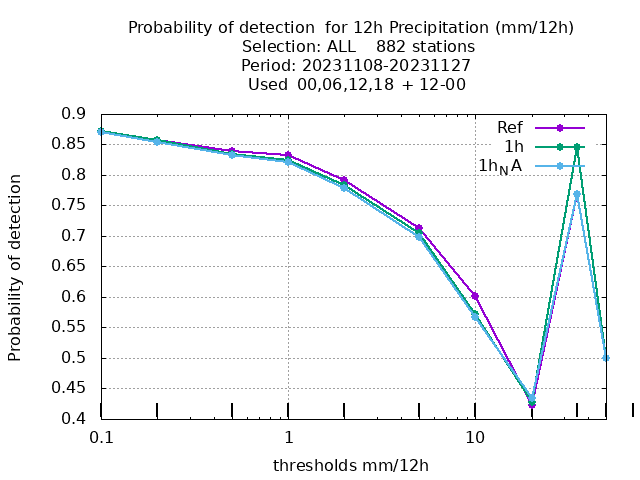 Probability of detection  for 12h Precipitation (mm/12h)
Selection: ALL    882 stations
Period: 20231108-20231127
Used  00,06,12,18  + 12-00
Probability of detection
0.9
0.85
0.8
0.75
0.7
0.65
0.6
0.55
0.5
0.45
0.4
Ref
1h
1h_NA
0.1
1
10
thresholds mm/12h